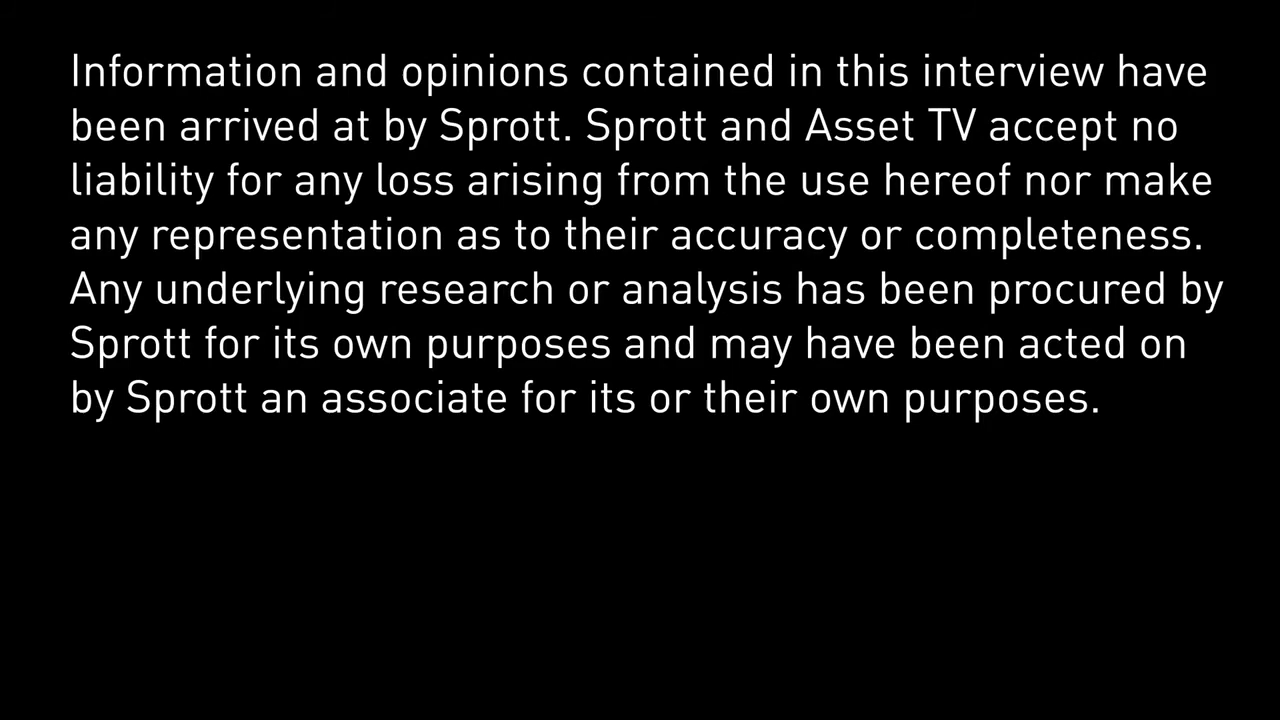 Information and opinions contained in this interview have
been arrived at by Sprott. Sprott and Asset TV accept no
liability for any loss arising from the use hereof nor make
any representation as to their accuracy or completeness.
Any underlying research or analysis has been procured by
Sprott for its own purposes and may have been acted on
by Sprott an associate for its or their own purposes.